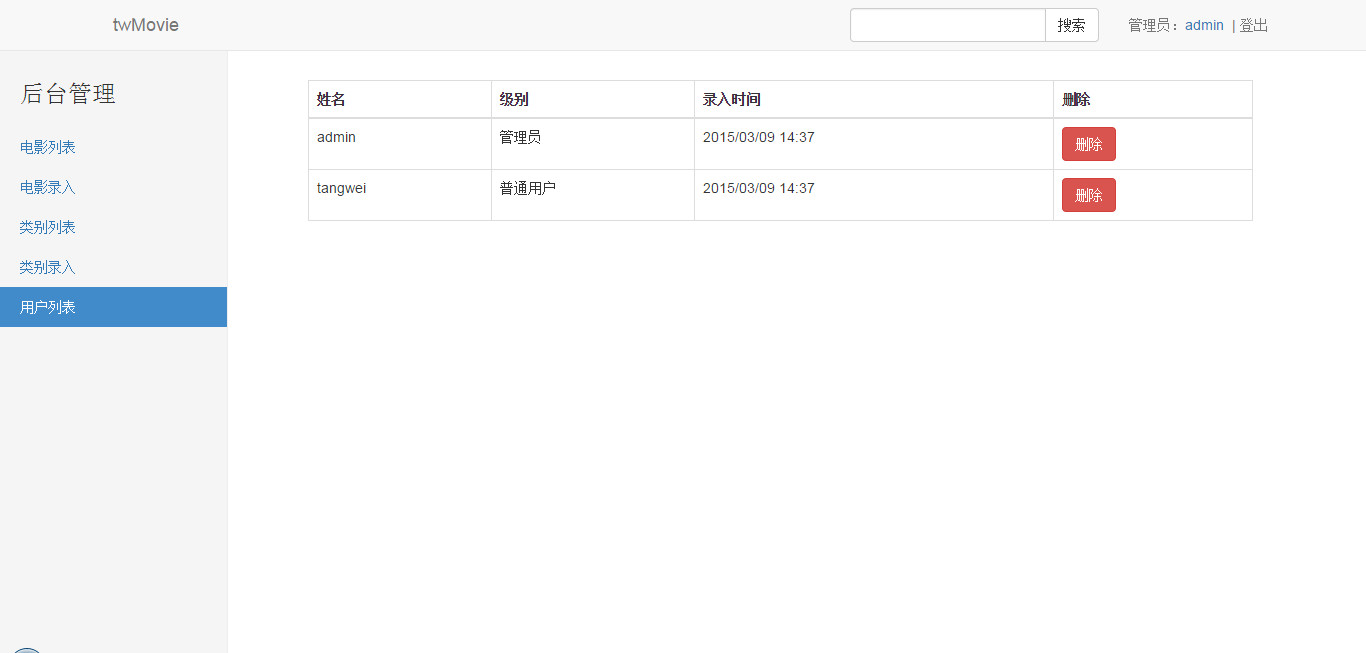 twMovie
搜索
管理员：admin | 登出
后台管理
电影列表
电影录入
类别列表
类别录入
用户列表
姓名 级别 录入时间 删除
admin 管理员 2015/03/09 14:37 删除
tangwei 普通用户 2015/03/09 14:37 删除